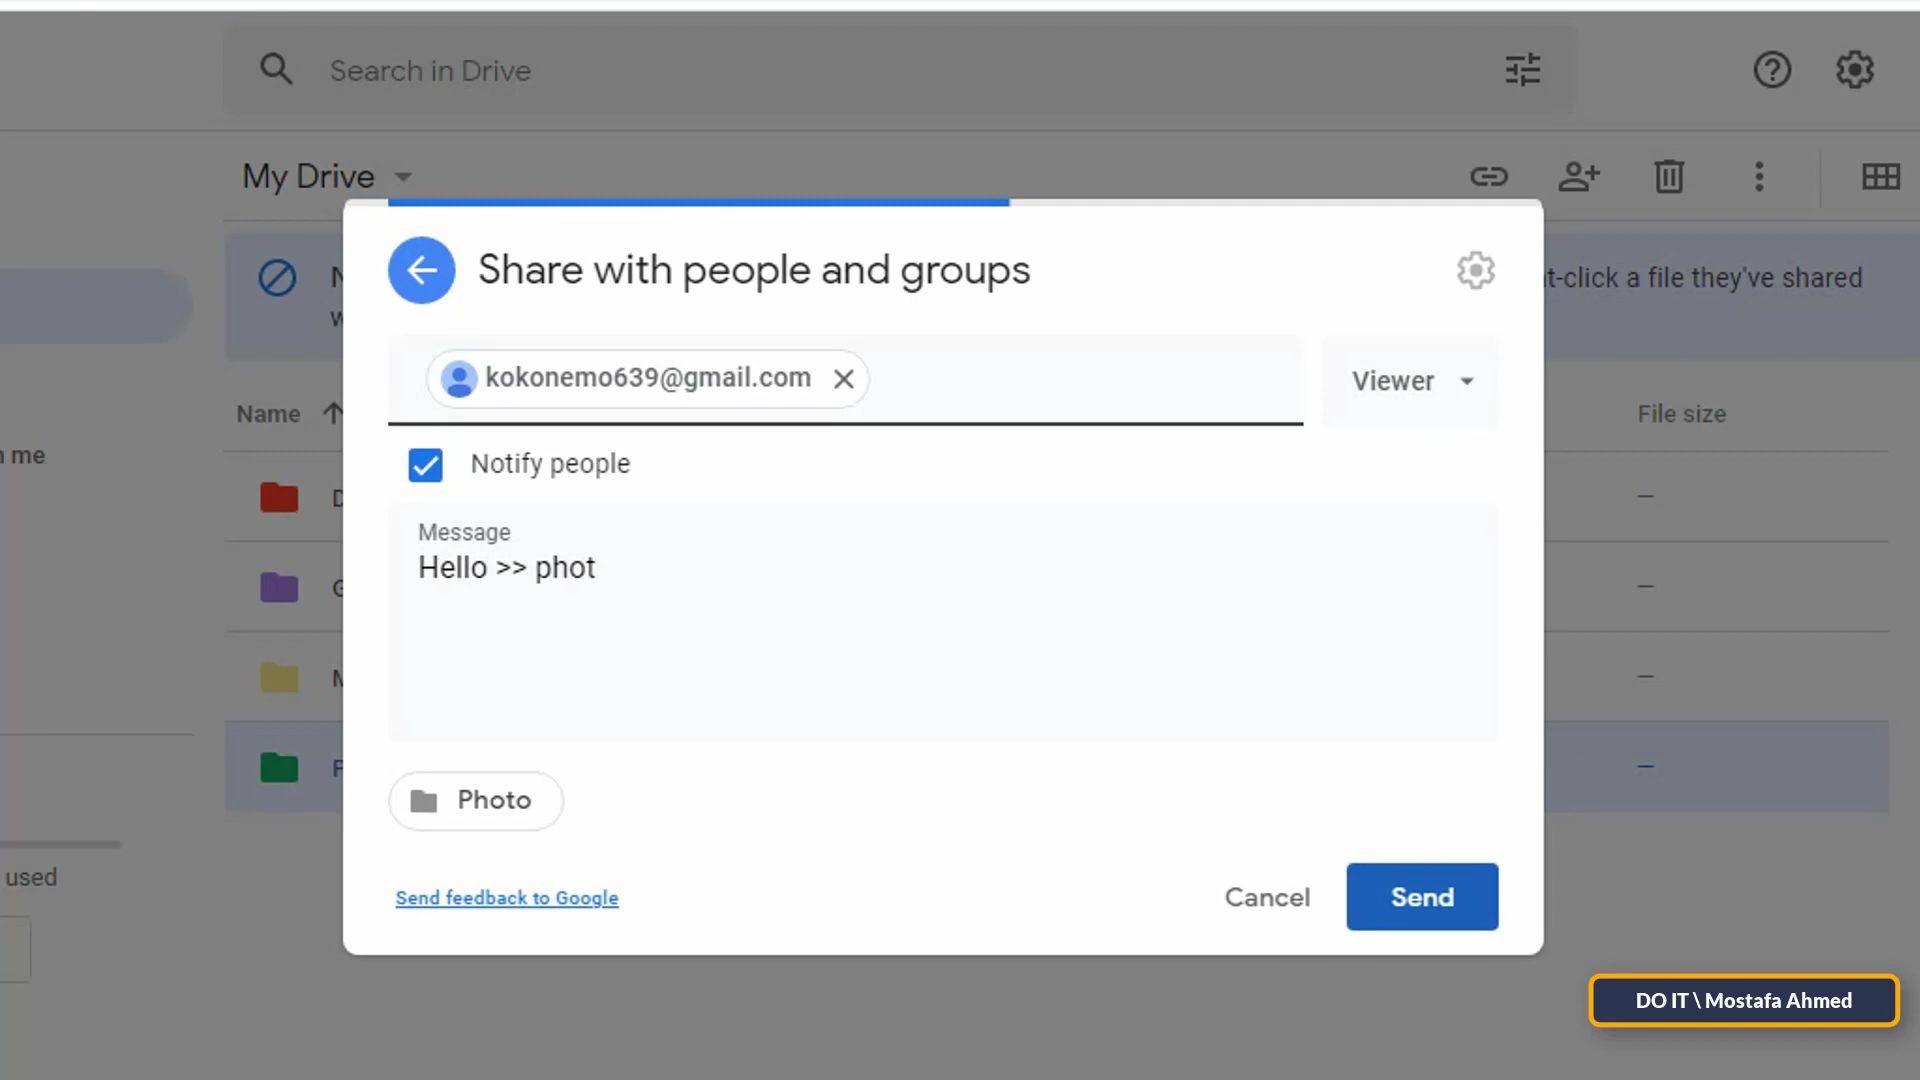 Search in Drive
My Drive
Share with people and groups
t-click a file they've shared
kokonemo639@gmail.com
Viewer
Name
File size
me
Notify people
Message
Hello >> phot
Photo
used
Send feedback to Google
Cancel
Send
DO IT \ Mostafa Ahmed